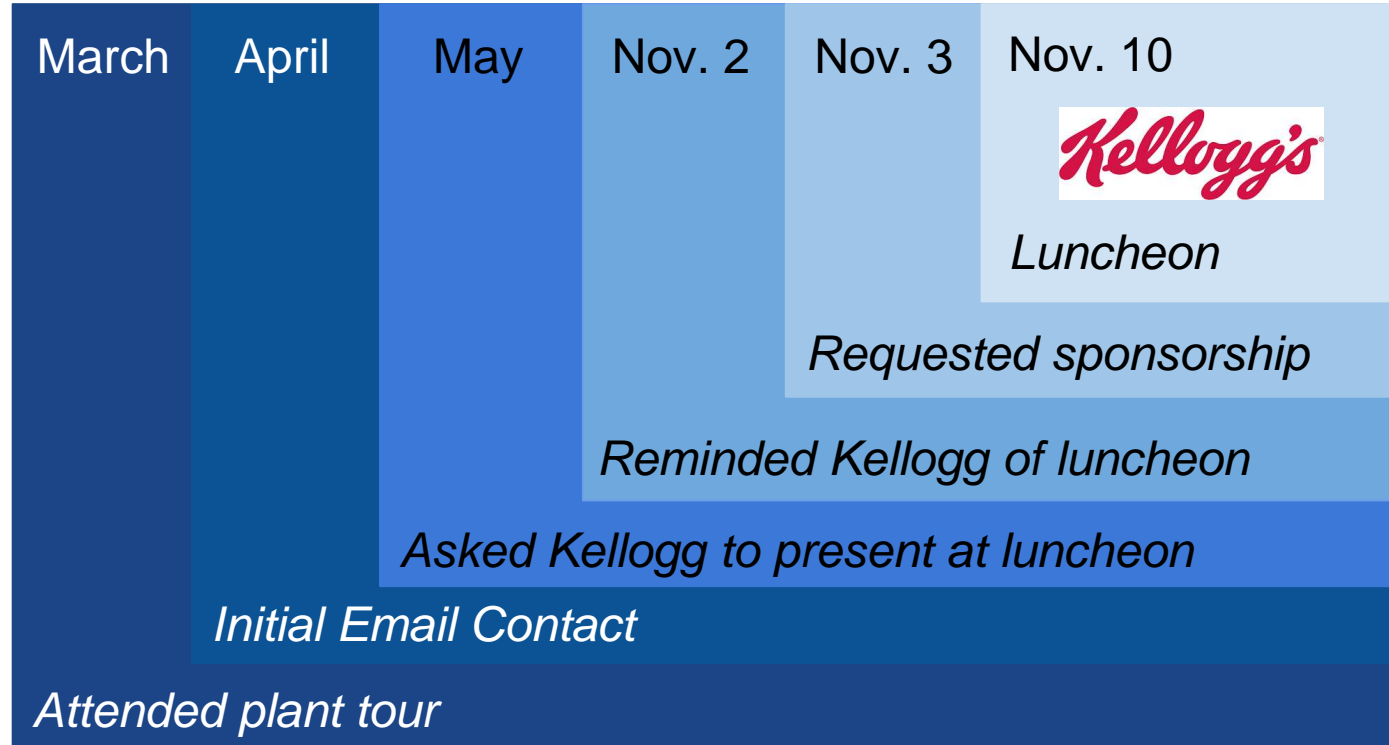 March April May Nov. 2 Nov. 3 Nov. 10
Kellogg's®
Luncheon
Requested sponsorship
Reminded Kellogg of luncheon
Asked Kellogg to present at luncheon
Initial Email Contact
Attended plant tour